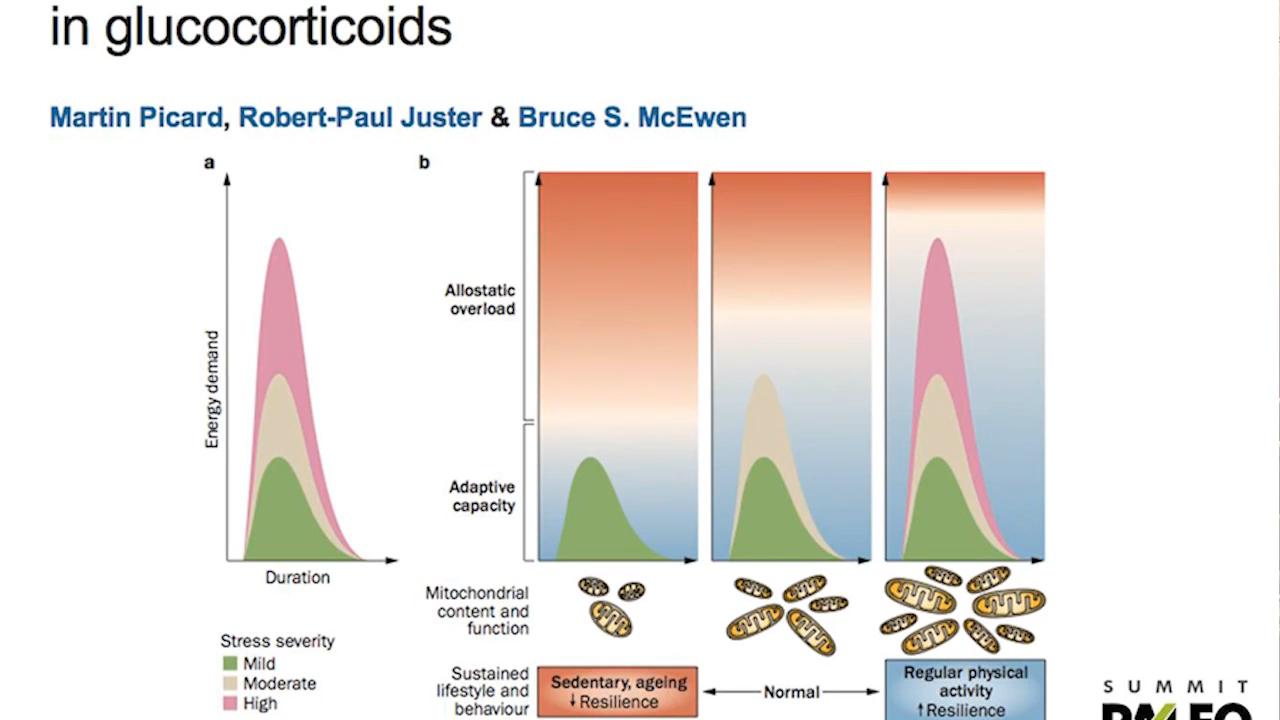 in glucocorticoids
Martin Picard, Robert-Paul Juster & Bruce S. McEwen
a
b
Energy demand
Duration
Stress severity
Mild
Moderate
High
Allostatic
overload
Adaptive
capacity
Mitochondrial
content and
function
Sustained
lifestyle and
behaviour
Sedentary, ageing
↓ Resilience
Normal
Regular physical
activity
↑ Resilience
SUMMIT
PALEO